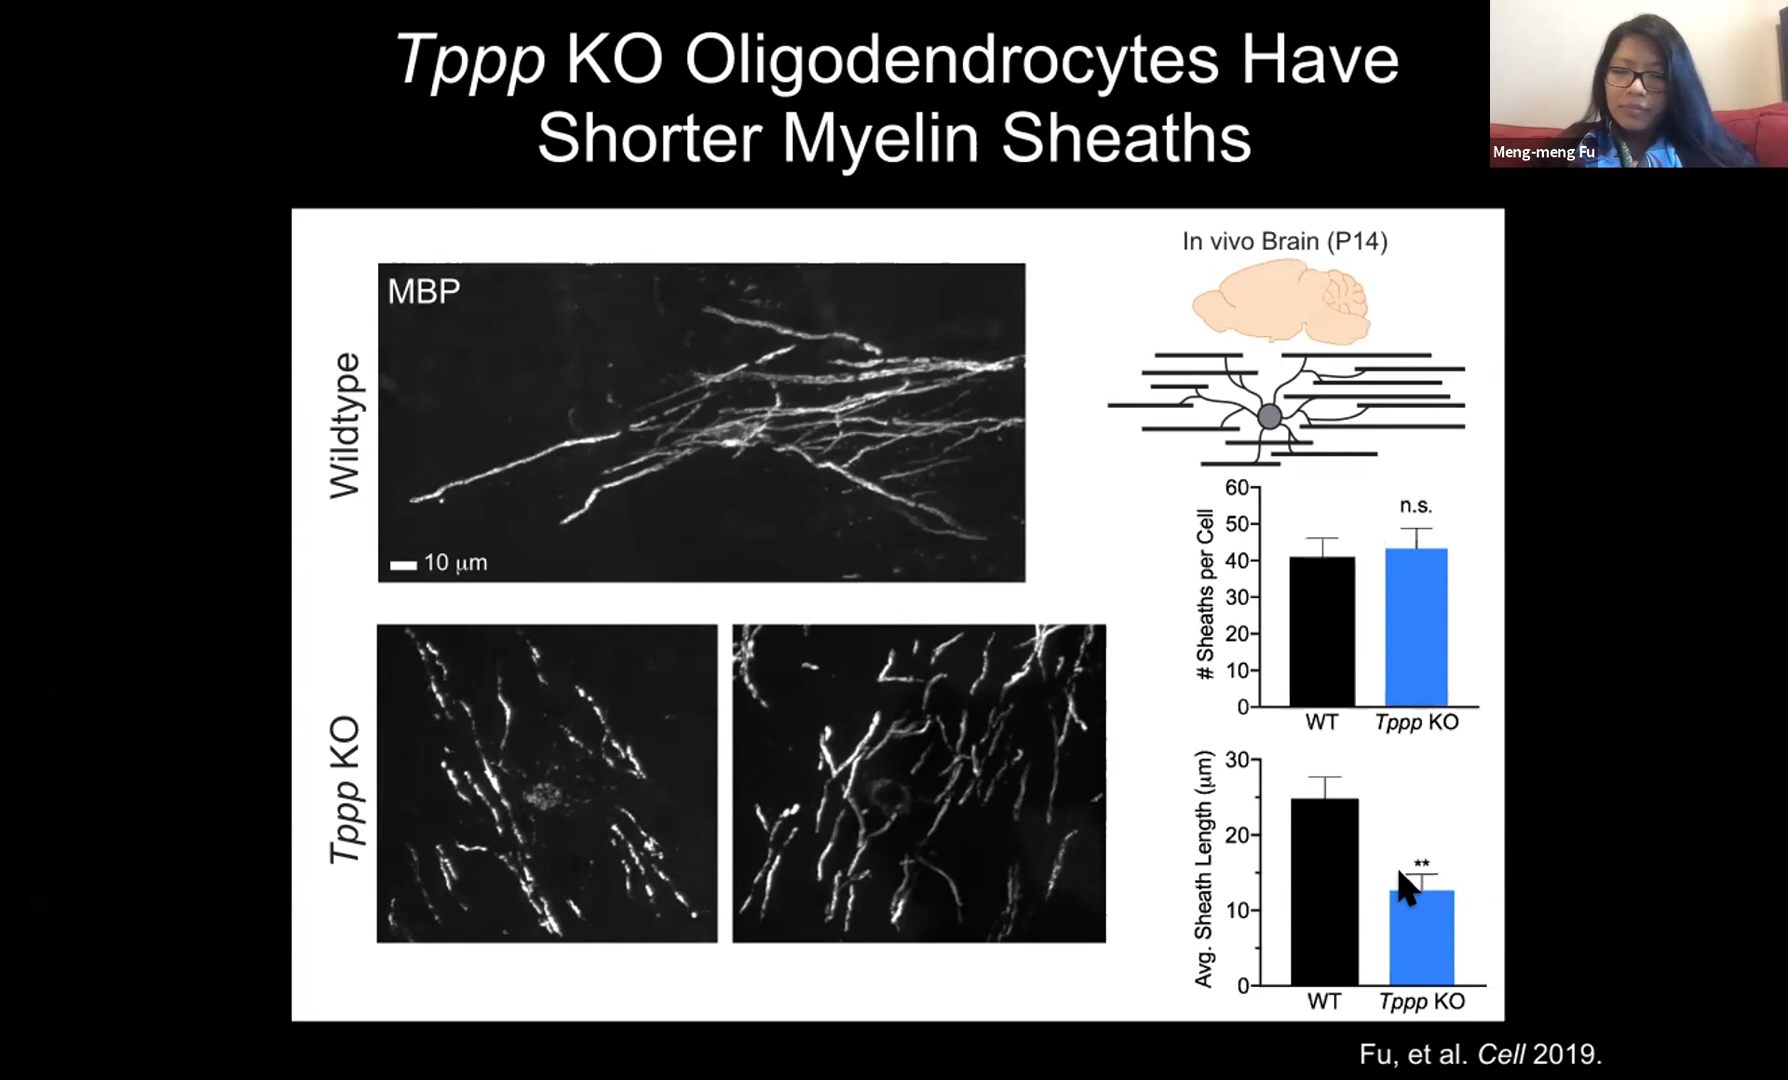 Tppp KO Oligodendrocytes Have
Shorter Myelin Sheaths
Meng-meng Fu
In vivo Brain (P14)
MBP
Wildtype
10 μm
Tppp KO
# Sheaths per Cell
60
50
40
30
20
10
0
n.s.
WT
Tppp KO
Avg. Sheath Length (μm)
30
20
10
0
**
WT
Tppp KO
Fu, et al. Cell 2019.